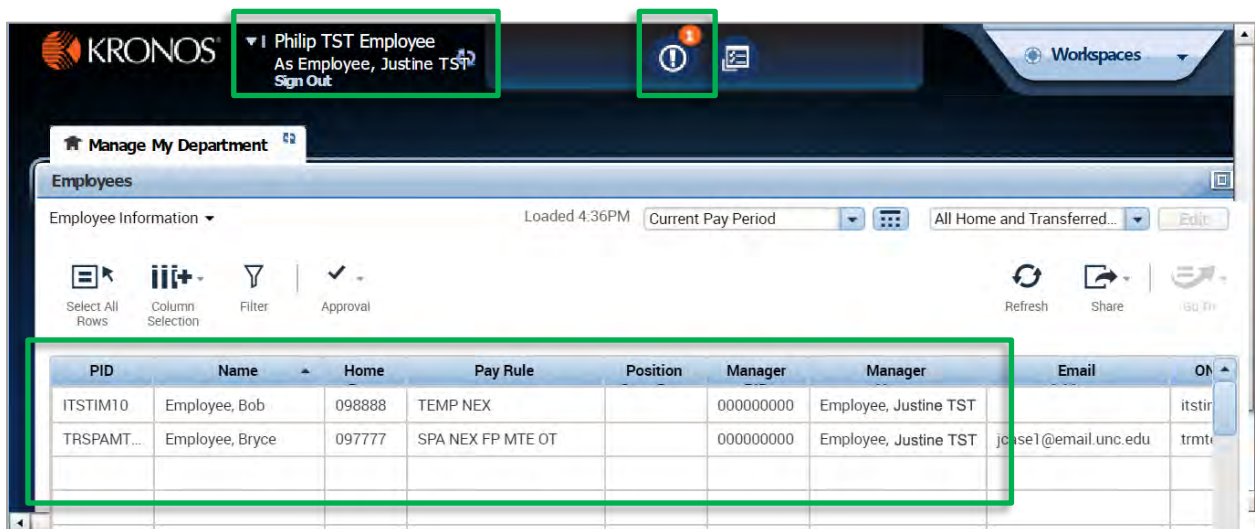 KRONOS
Philip TST Employee
As Employee, Justine TST
Sign Out
1
Workspaces
Manage My Department
Employees
Employee Information
Loaded 4:36PM
Current Pay Period
All Home and Transferred...
Edit
Select All Rows
Column Selection
Filter
Approval
Refresh
Share
PID Name Home Pay Rule Position Manager Manager Email
ITSTIM10 Employee, Bob 098888 TEMP NEX 000000000 Employee, Justine TST itstim
TRSPAMT... Employee, Bryce 097777 SPA NEX FP MTE OT 000000000 Employee, Justine TST jcase1@email.unc.edu